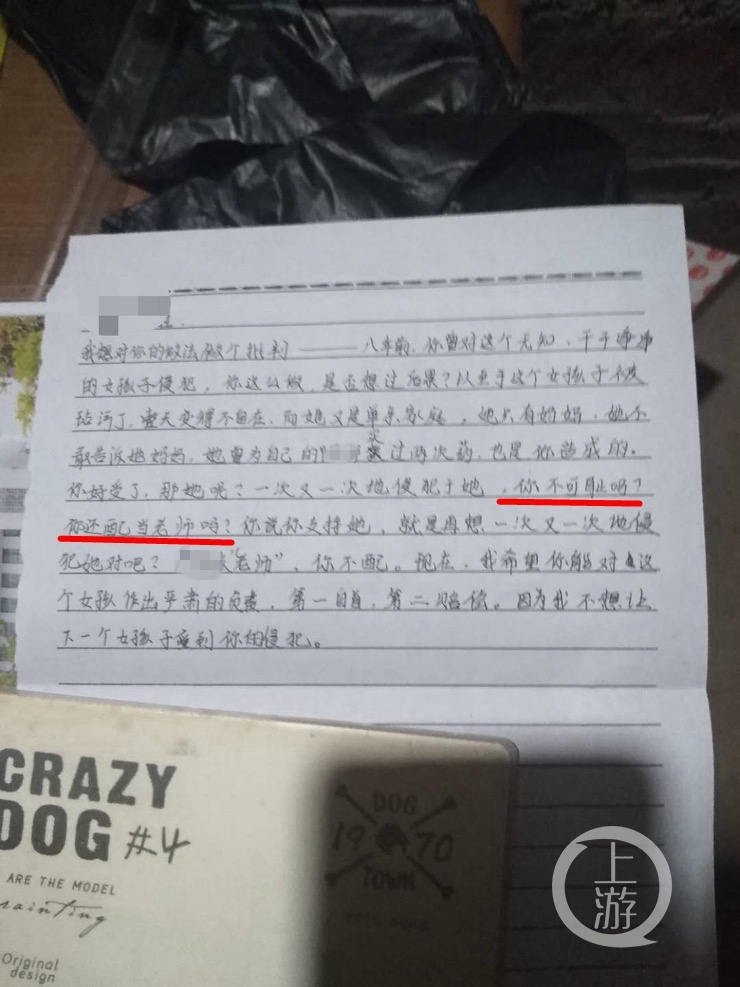 我想对你的做法做个批判——八年前,你曾对这个无知、干干净净
的女孩子侵犯,你这么做,是否想过后果?以至于这个女孩子被
玷污了,整天变得不自在,而她又是单亲家庭,她只有妈妈,她不
敢告诉她妈妈,她曾为自己的 买过两次药,也是你造成的。
你好受了,那她呢?一次又一次地侵犯于她,你不可耻吗?
你还配当老师吗?你说你支持她,就是再想一次又一次地侵
犯她对吧? “老师”,你不配。现在,我希望你能对这
个女孩作出严肃的负责,第一自首,第二赔偿。因为我不想让
下一个女孩子受到你的侵犯。
CRAZY
DOG #4
ARE THE MODEL
painting
Original
design
DOG
19 70
TOWN
上游